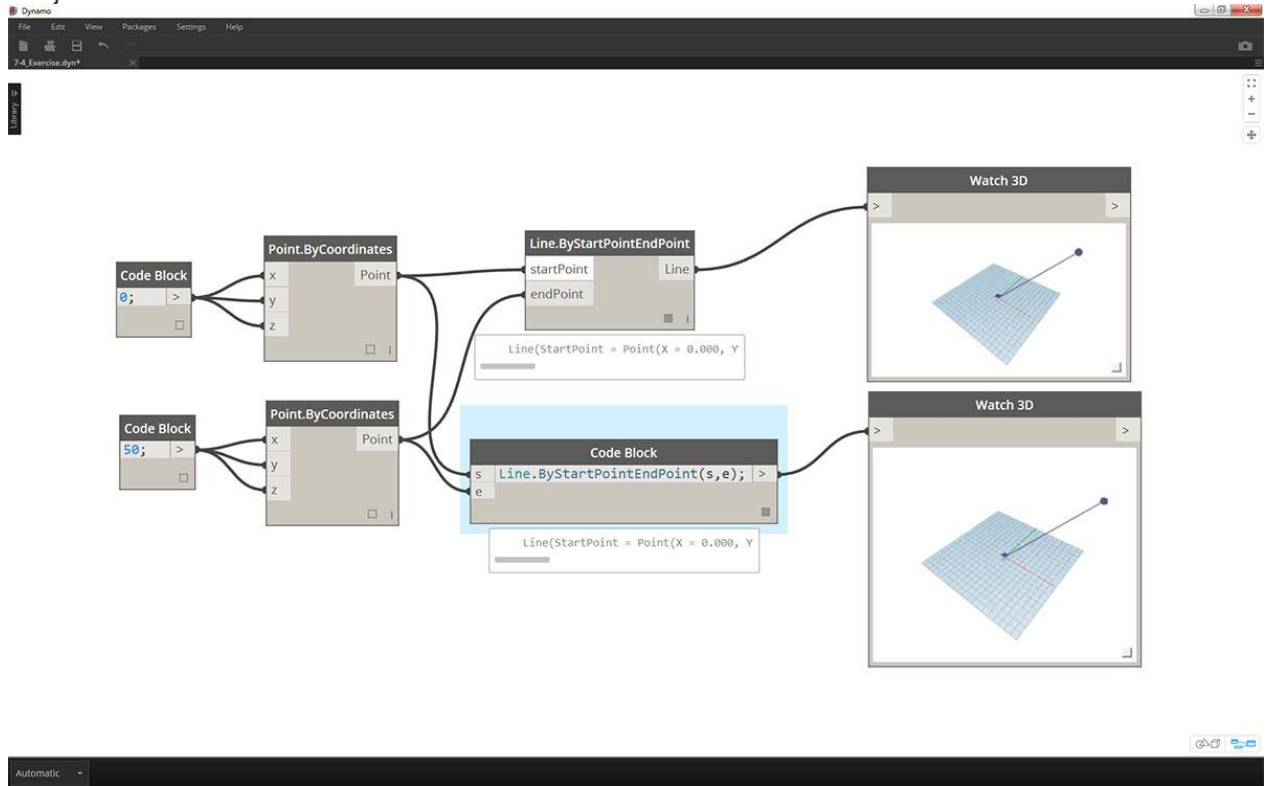 Dynamo
File Edit View Packages Settings Help
7-4_Exercise.dyn*
Library
Watch 3D
> >
Point.ByCoordinates
x Point
y
z
Line.ByStartPointEndPoint
startPoint Line
endPoint
Code Block
0; >
Line(StartPoint = Point(X = 0.000, Y
Watch 3D
> >
Point.ByCoordinates
x Point
y
z
Code Block
50; >
Code Block
s Line.ByStartPointEndPoint(s,e); >
e
Line(StartPoint = Point(X = 0.000, Y
Automatic